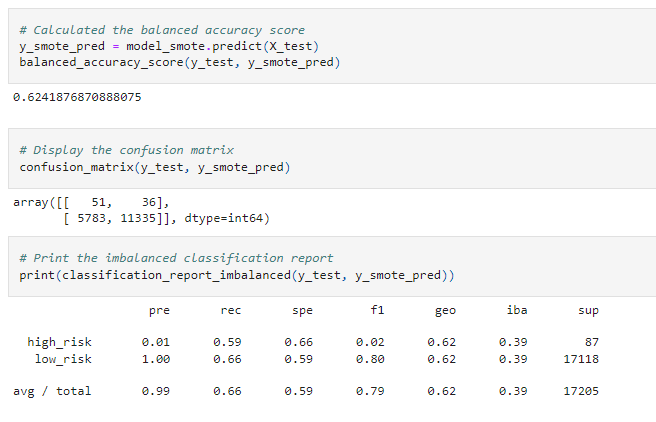 # Calculated the balanced accuracy score
y_smote_pred = model_smote.predict(X_test)
balanced_accuracy_score(y_test, y_smote_pred)
0.6241876870888075
# Display the confusion matrix
confusion_matrix(y_test, y_smote_pred)
array([[   51,    36],
       [ 5783, 11335]], dtype=int64)
# Print the imbalanced classification report
print(classification_report_imbalanced(y_test, y_smote_pred))
                  pre       rec       spe        f1       geo       iba       sup
  high_risk      0.01      0.59      0.66      0.02      0.62      0.39        87
   low_risk      1.00      0.66      0.59      0.80      0.62      0.39     17118
avg / total      0.99      0.66      0.59      0.79      0.62      0.39     17205